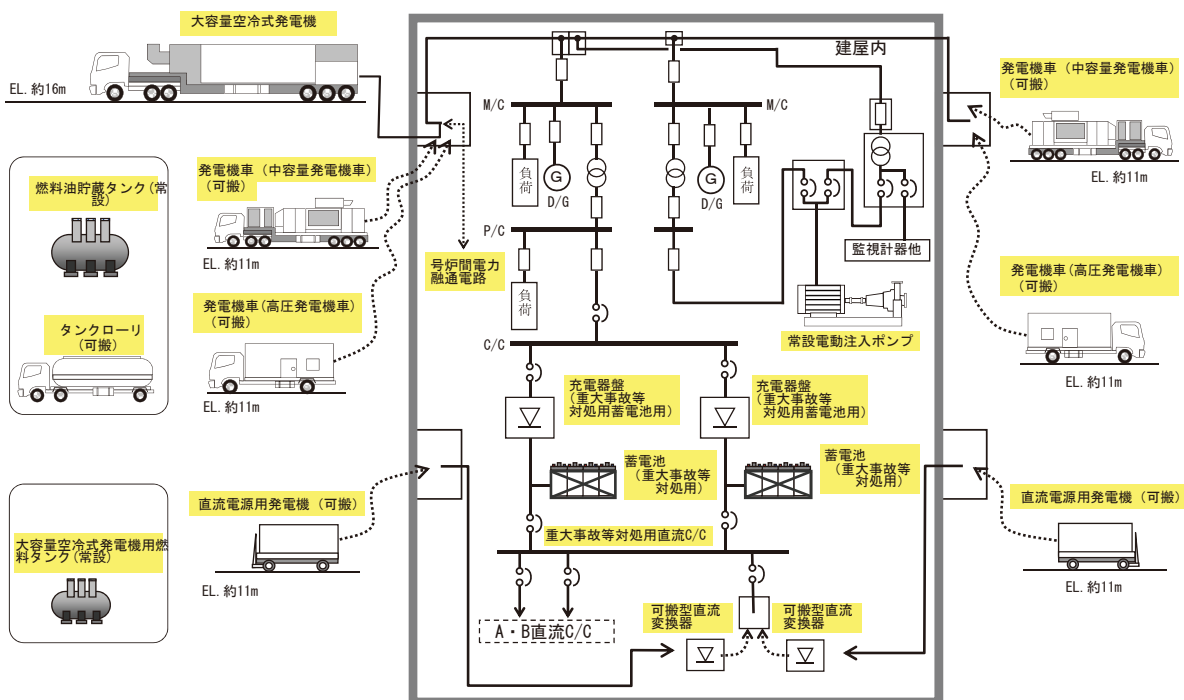 大容量空冷式発電機
EL.約16m
燃料油貯蔵タンク(常
設)
タンクローリ
(可搬)
大容量空冷式発電機用燃
料タンク(常設)
発電機車（中容量発電機車）
(可搬)
EL.約11m
発電機車(高圧発電機車)
(可搬)
EL.約11m
直流電源用発電機（可搬）
EL.約11m
号炉間電力
融通電路
建屋内
M/C
M/C
負荷
G
D/G
G
D/G
負荷
P/C
負荷
監視計器他
常設電動注入ポンプ
C/C
充電器盤
(重大事故等
対処用蓄電池用)
充電器盤
(重大事故等
対処用蓄電池用)
蓄電池
(重大事故等
対処用)
蓄電池
(重大事故等
対処用)
重大事故等対処用直流C/C
A・B直流C/C
可搬型直流
変換器
可搬型直流
変換器
発電機車（中容量発電機車）
(可搬)
EL.約11m
発電機車(高圧発電機車)
(可搬)
EL.約11m
直流電源用発電機（可搬）
EL.約11m